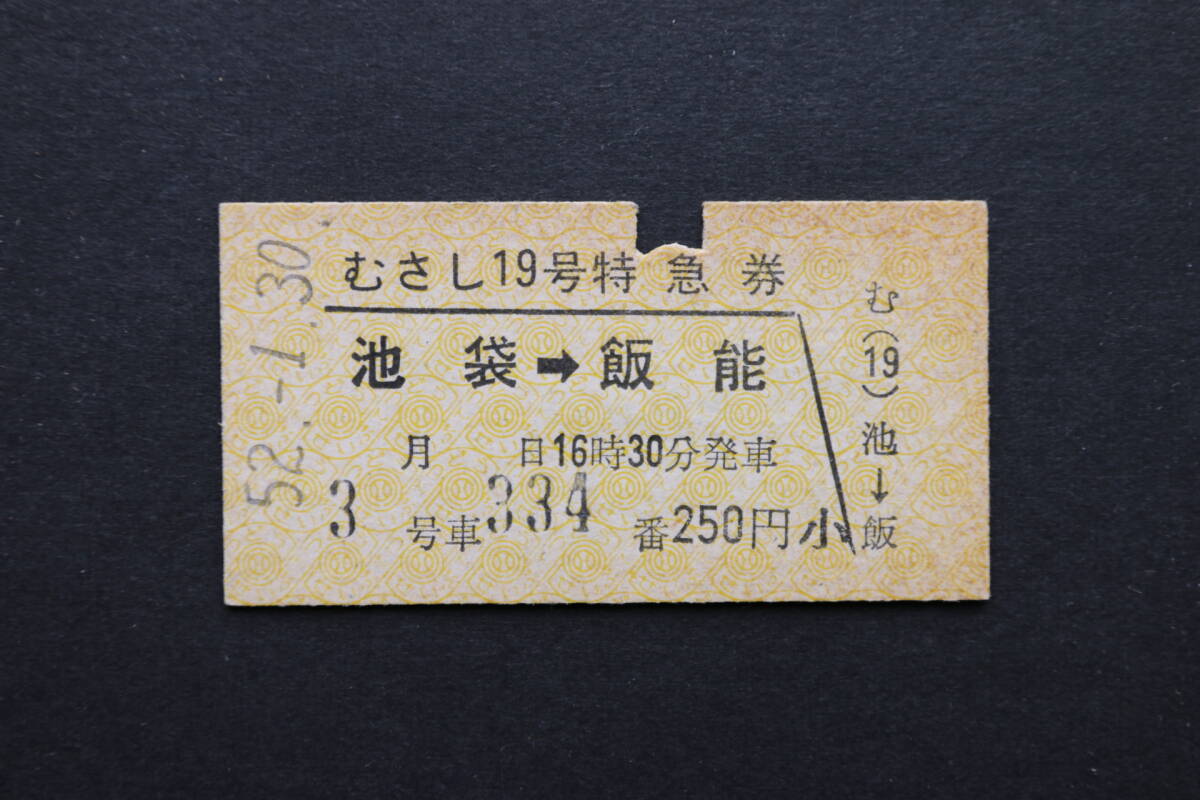 52.-1.30
むさし19号特急券
池袋➡飯能
月 日16時30分発車
3号車334番250円小
む(19)池↓飯